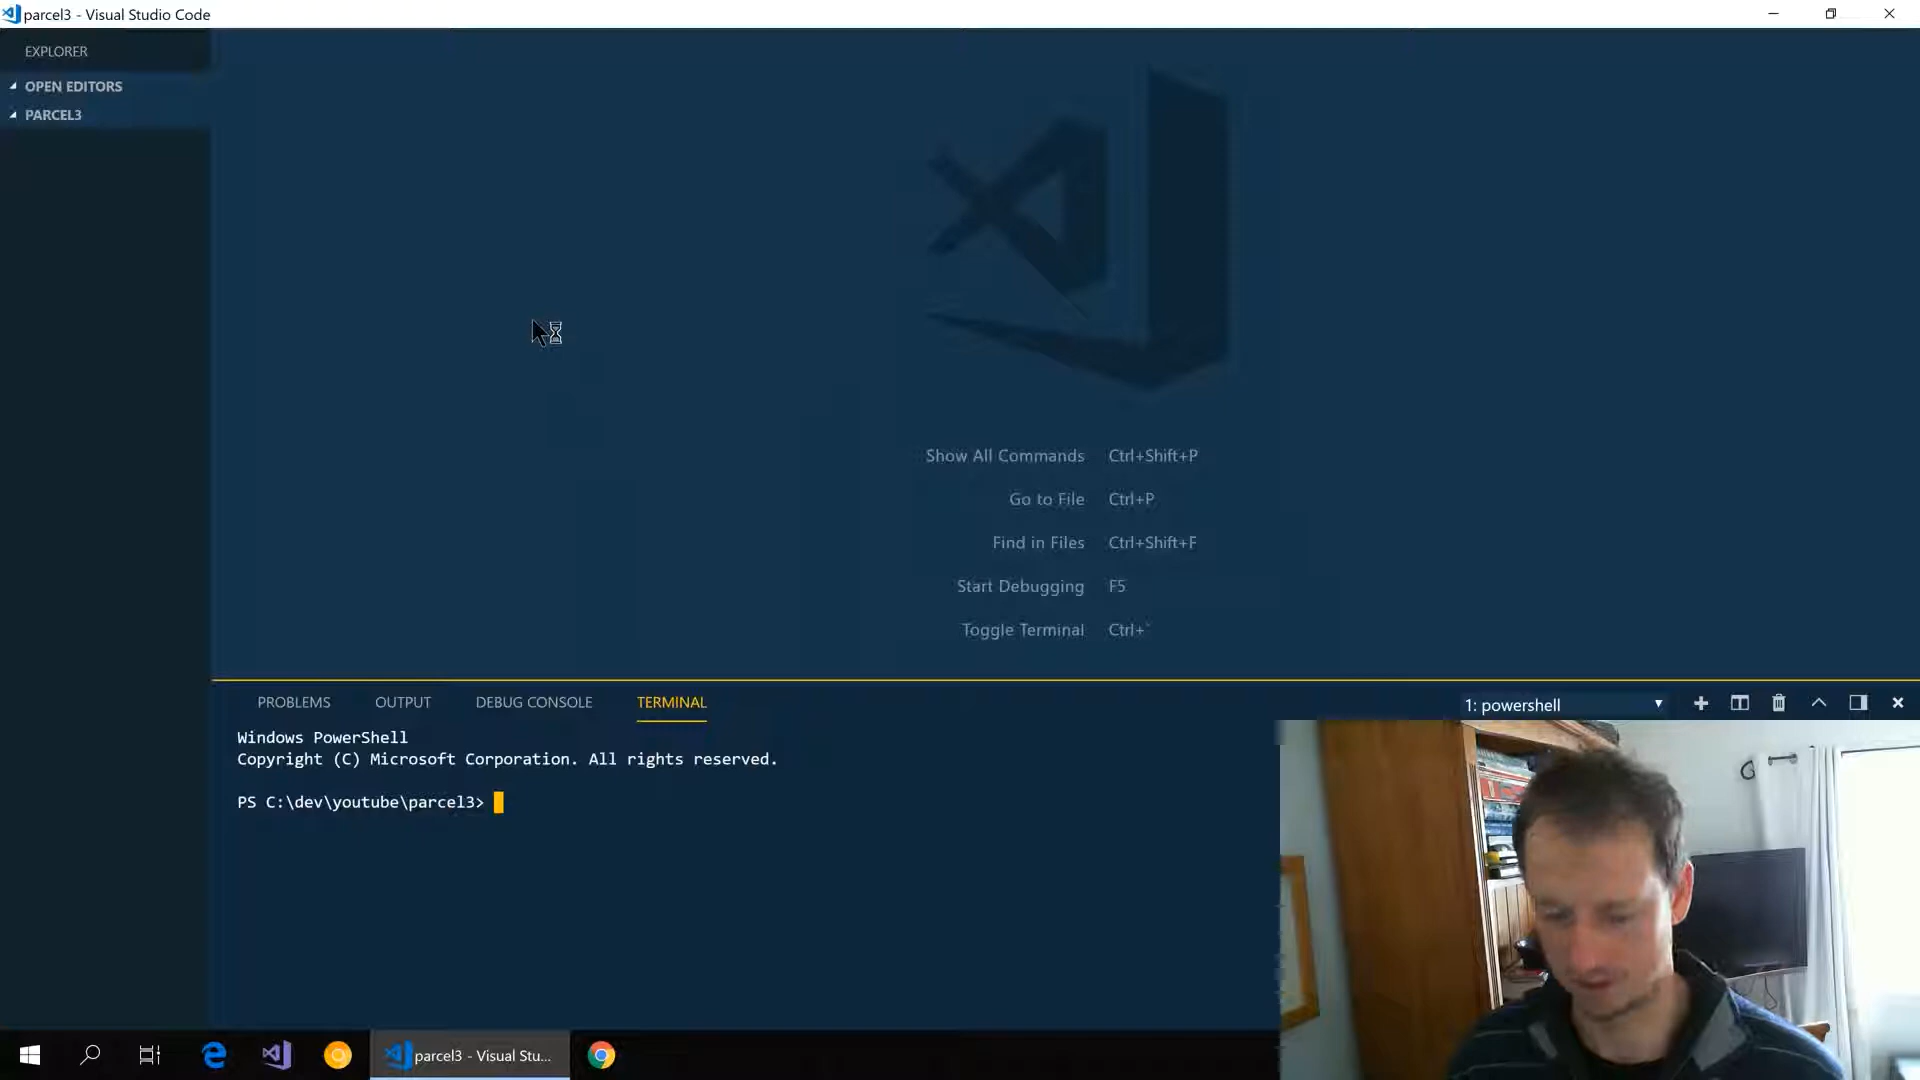 parcel3 - Visual Studio Code
EXPLORER
OPEN EDITORS
PARCEL3
Show All Commands Ctrl+Shift+P
Go to File Ctrl+P
Find in Files Ctrl+Shift+F
Start Debugging F5
Toggle Terminal Ctrl+`
PROBLEMS OUTPUT DEBUG CONSOLE TERMINAL 1: powershell
Windows PowerShell
Copyright (C) Microsoft Corporation. All rights reserved.
PS C:\dev\youtube\parcel3>
parcel3 - Visual Stu...